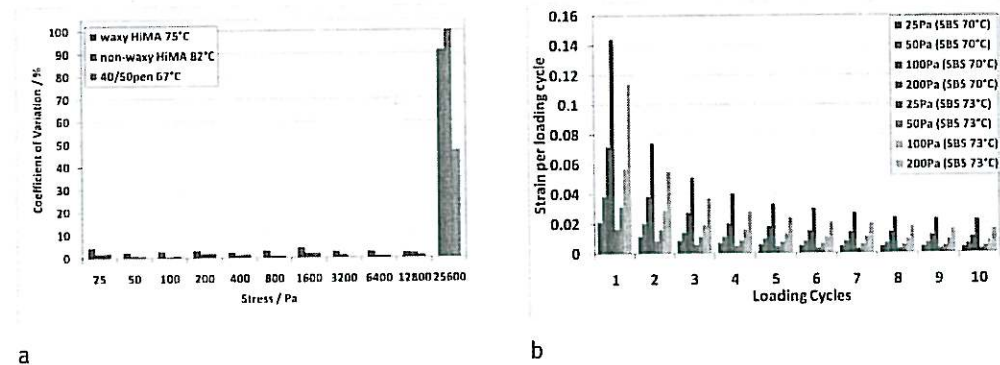 100
90
80
70
60
50
40
30
20
10
0
Coefficient of Variation / %
waxy HiMA 75°C
non-waxy HiMA 82°C
40/50pen 67°C
25 50 100 200 400 800 1600 3200 6400 12800 25600
Stress / Pa
a
0.16
0.14
0.12
0.1
0.08
0.06
0.04
0.02
0
Strain per loading cycle
25Pa (SBS 70°C)
50Pa (SBS 70°C)
100Pa (SBS 70°C)
200Pa (SBS 70°C)
25Pa (SBS 73°C)
50Pa (SBS 73°C)
100Pa (SBS 73°C)
200Pa (SBS 73°C)
1 2 3 4 5 6 7 8 9 10
Loading Cycles
b